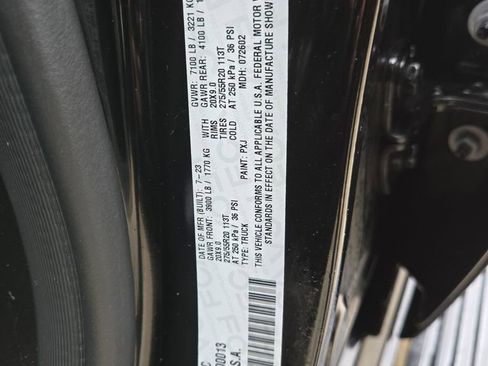 DATE OF MFR (BUILT): 7-23 GVWR: 7100 LB / 3221 KG
GAWR FRONT: 3900 LB / 1770 KG WITH GAWR REAR: 4100 LB /
20X9.0 RIMS 20X9.0
275/55R20 113T TIRES 275/55R20 113T
AT 250 kPa / 36 PSI COLD AT 250 kPa / 36 PSI
TYPE: TRUCK PAINT: PXJ MDH: 072602
THIS VEHICLE CONFORMS TO ALL APPLICABLE U.S.A. FEDERAL MOTOR
STANDARDS IN EFFECT ON THE DATE OF MANUFACTURE